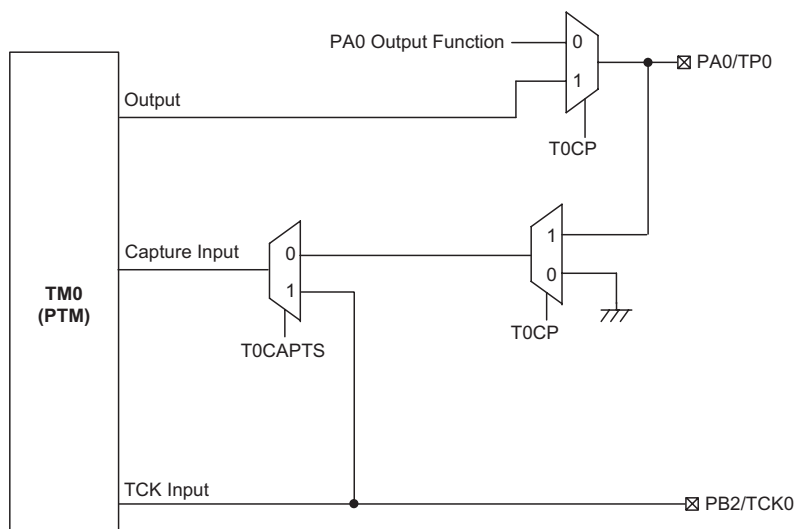 PA0 Output Function
0
1
PA0/TP0
Output
T0CP
Capture Input
0
1
1
0
TM0
(PTM)
T0CAPTS
T0CP
TCK Input
PB2/TCK0